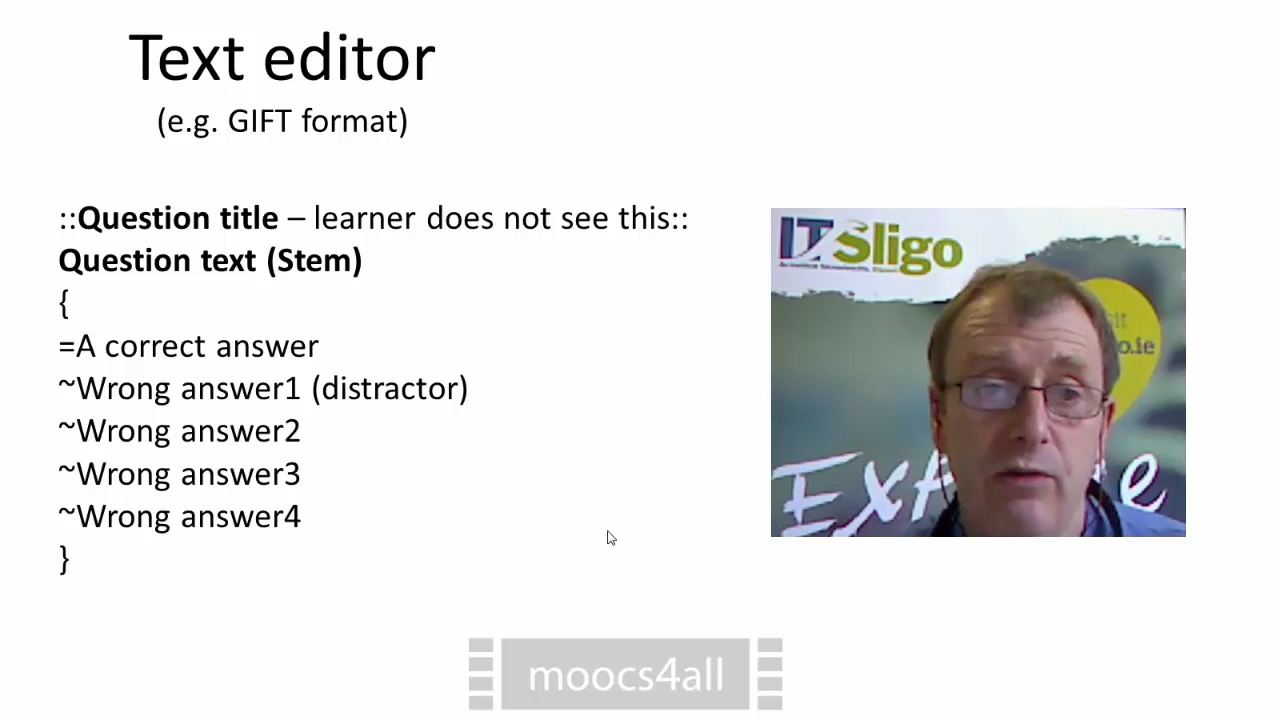 Text editor
(e.g. GIFT format)
::Question title – learner does not see this::
Question text (Stem)
{
=A correct answer
~Wrong answer1 (distractor)
~Wrong answer2
~Wrong answer3
~Wrong answer4
}
IT Sligo
o.ie
moocs4all